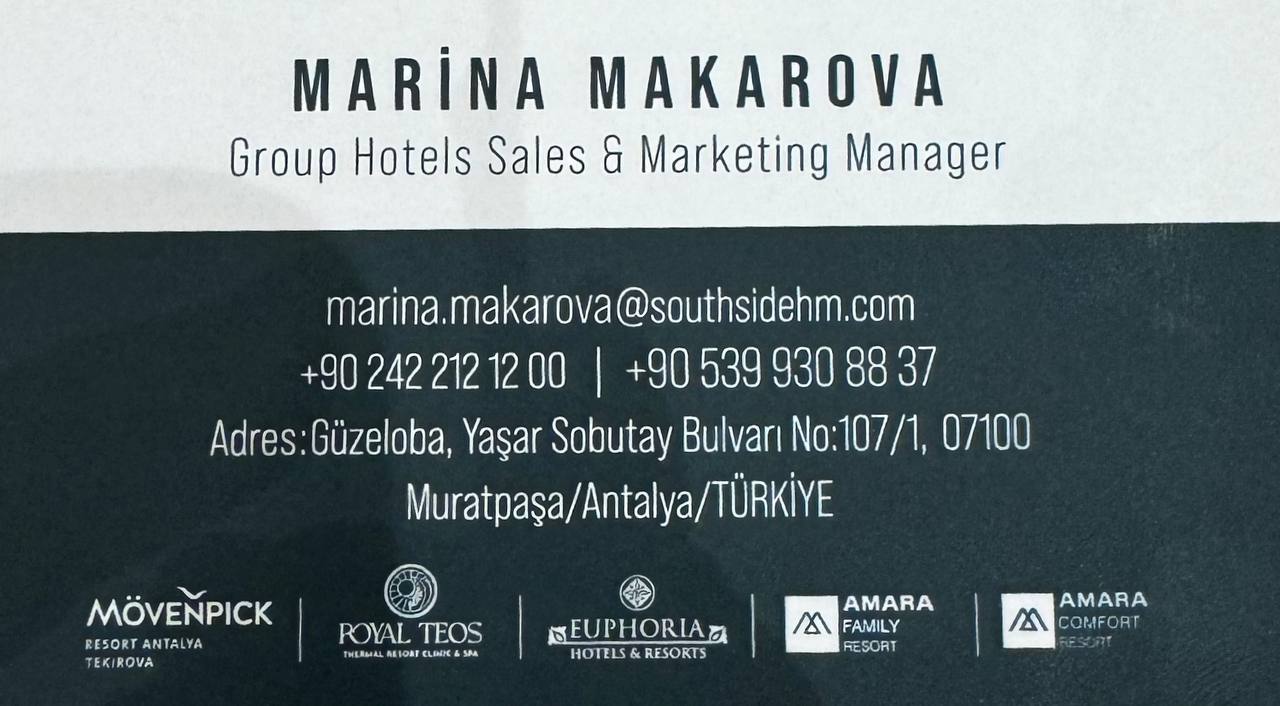 MARİNA MAKAROVA
Group Hotels Sales & Marketing Manager
marina.makarova@southsidehm.com
+90 242 212 12 00 | +90 539 930 88 37
Adres:Güzeloba, Yaşar Sobutay Bulvarı No:107/1, 07100
Muratpaşa/Antalya/TÜRKİYE
MÖVENPICK
RESORT ANTALYA
TEKIROVA
ROYAL TEOS
THERMAL RESORT CLINIC & SPA
EUPHORIA
HOTELS & RESORTS
AMARA
FAMILY
RESORT
AMARA
COMFORT
RESORT